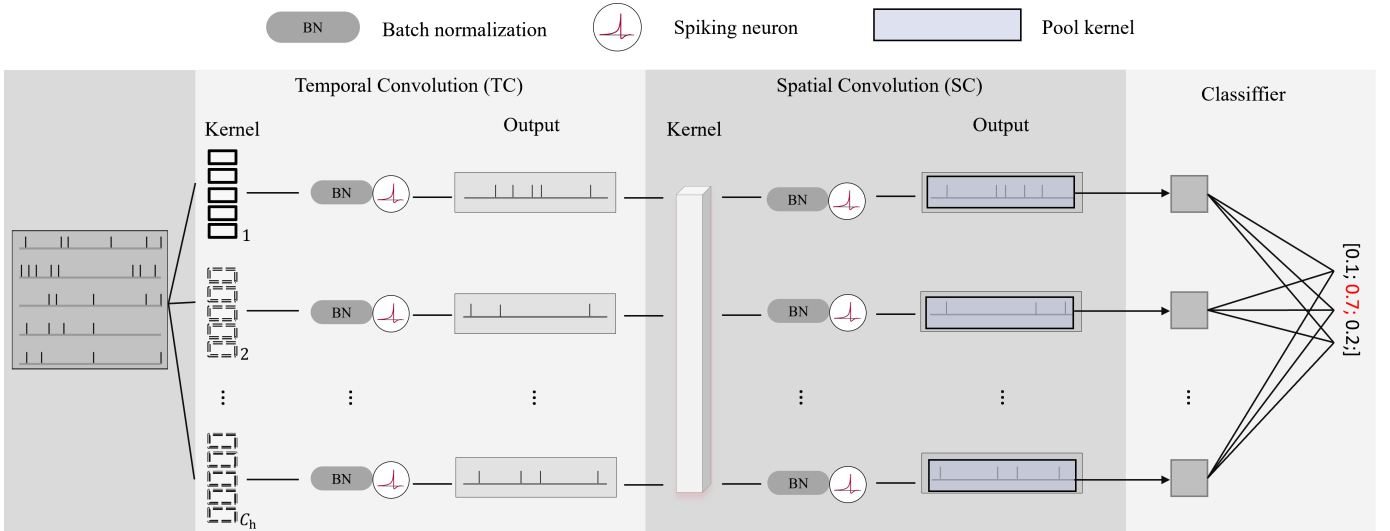 BN Batch normalization Spiking neuron Pool kernel
Temporal Convolution (TC) Spatial Convolution (SC) Classiffier
Kernel Output Kernel Output
BN BN
1
BN BN
2
[0.1; 0.7; 0.2;]
⋮ ⋮ ⋮ ⋮ ⋮ ⋮
BN BN
C_h